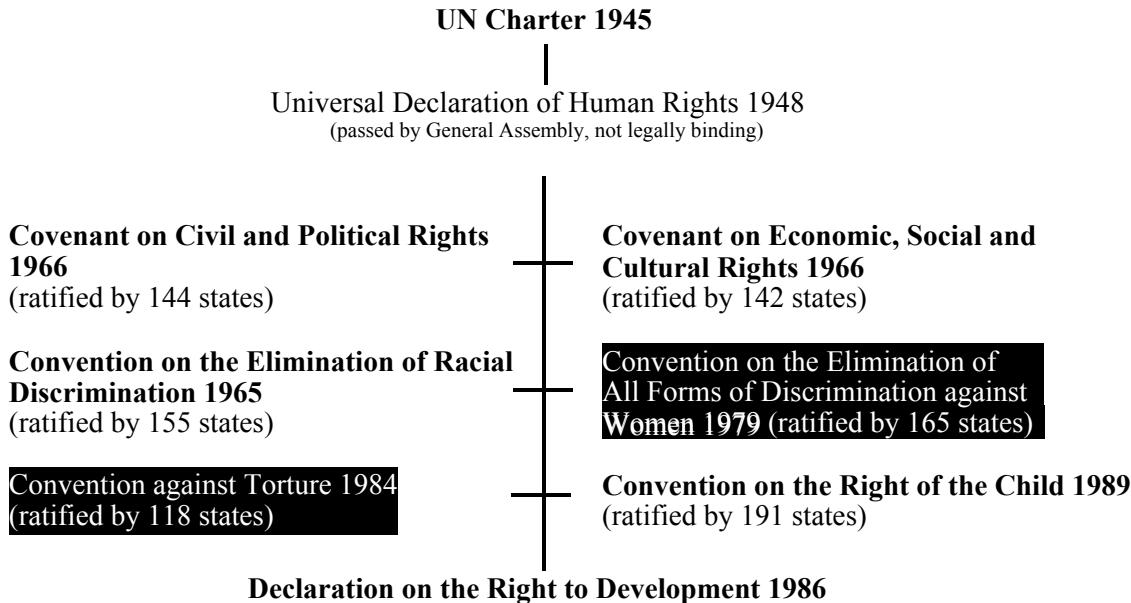 UN Charter 1945
Universal Declaration of Human Rights 1948
(passed by General Assembly, not legally binding)
Covenant on Civil and Political Rights
1966
(ratified by 144 states)
Covenant on Economic, Social and
Cultural Rights 1966
(ratified by 142 states)
Convention on the Elimination of Racial
Discrimination 1965
(ratified by 155 states)
Convention on the Elimination of
All Forms of Discrimination against
Women 1979 (ratified by 165 states)
Convention against Torture 1984
(ratified by 118 states)
Convention on the Right of the Child 1989
(ratified by 191 states)
Declaration on the Right to Development 1986